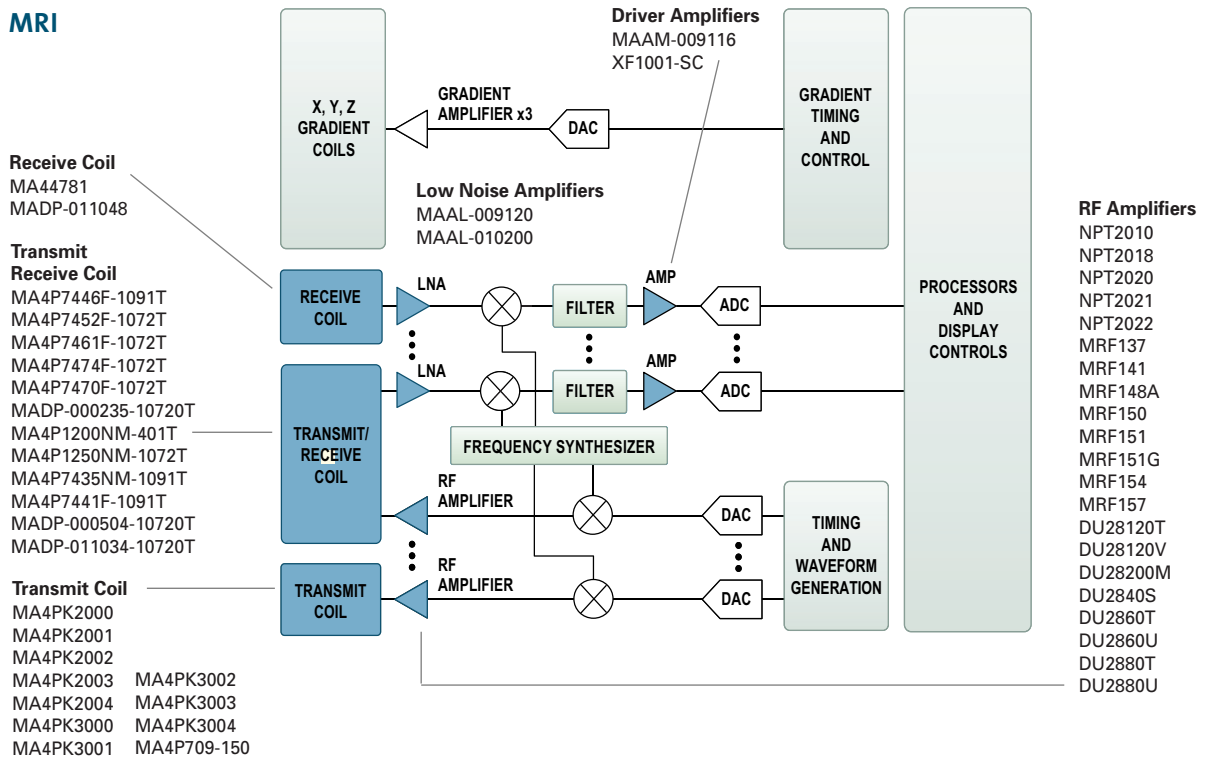 MRI
Driver Amplifiers
MAAM-009116
XF1001-SC
X, Y, Z
GRADIENT
COILS
GRADIENT
AMPLIFIER x3
DAC
GRADIENT
TIMING
AND
CONTROL
Receive Coil
MA44781
MADP-011048
Low Noise Amplifiers
MAAL-009120
MAAL-010200
Transmit
Receive Coil
MA4P7446F-1091T
MA4P7452F-1072T
MA4P7461F-1072T
MA4P7474F-1072T
MA4P7470F-1072T
MADP-000235-10720T
MA4P1200NM-401T
MA4P1250NM-1072T
MA4P7435NM-1091T
MA4P7441F-1091T
MADP-000504-10720T
MADP-011034-10720T
RECEIVE
COIL
LNA
FILTER
AMP
ADC
LNA
FILTER
AMP
ADC
TRANSMIT/
RECEIVE
COIL
FREQUENCY SYNTHESIZER
RF
AMPLIFIER
DAC
TIMING
AND
WAVEFORM
GENERATION
PROCESSORS
AND
DISPLAY
CONTROLS
TRANSMIT
COIL
RF
AMPLIFIER
DAC
Transmit Coil
MA4PK2000
MA4PK2001
MA4PK2002
MA4PK2003 MA4PK3002
MA4PK2004 MA4PK3003
MA4PK3000 MA4PK3004
MA4PK3001 MA4P709-150
RF Amplifiers
NPT2010
NPT2018
NPT2020
NPT2021
NPT2022
MRF137
MRF141
MRF148A
MRF150
MRF151
MRF151G
MRF154
MRF157
DU28120T
DU28120V
DU28200M
DU2840S
DU2860T
DU2860U
DU2880T
DU2880U